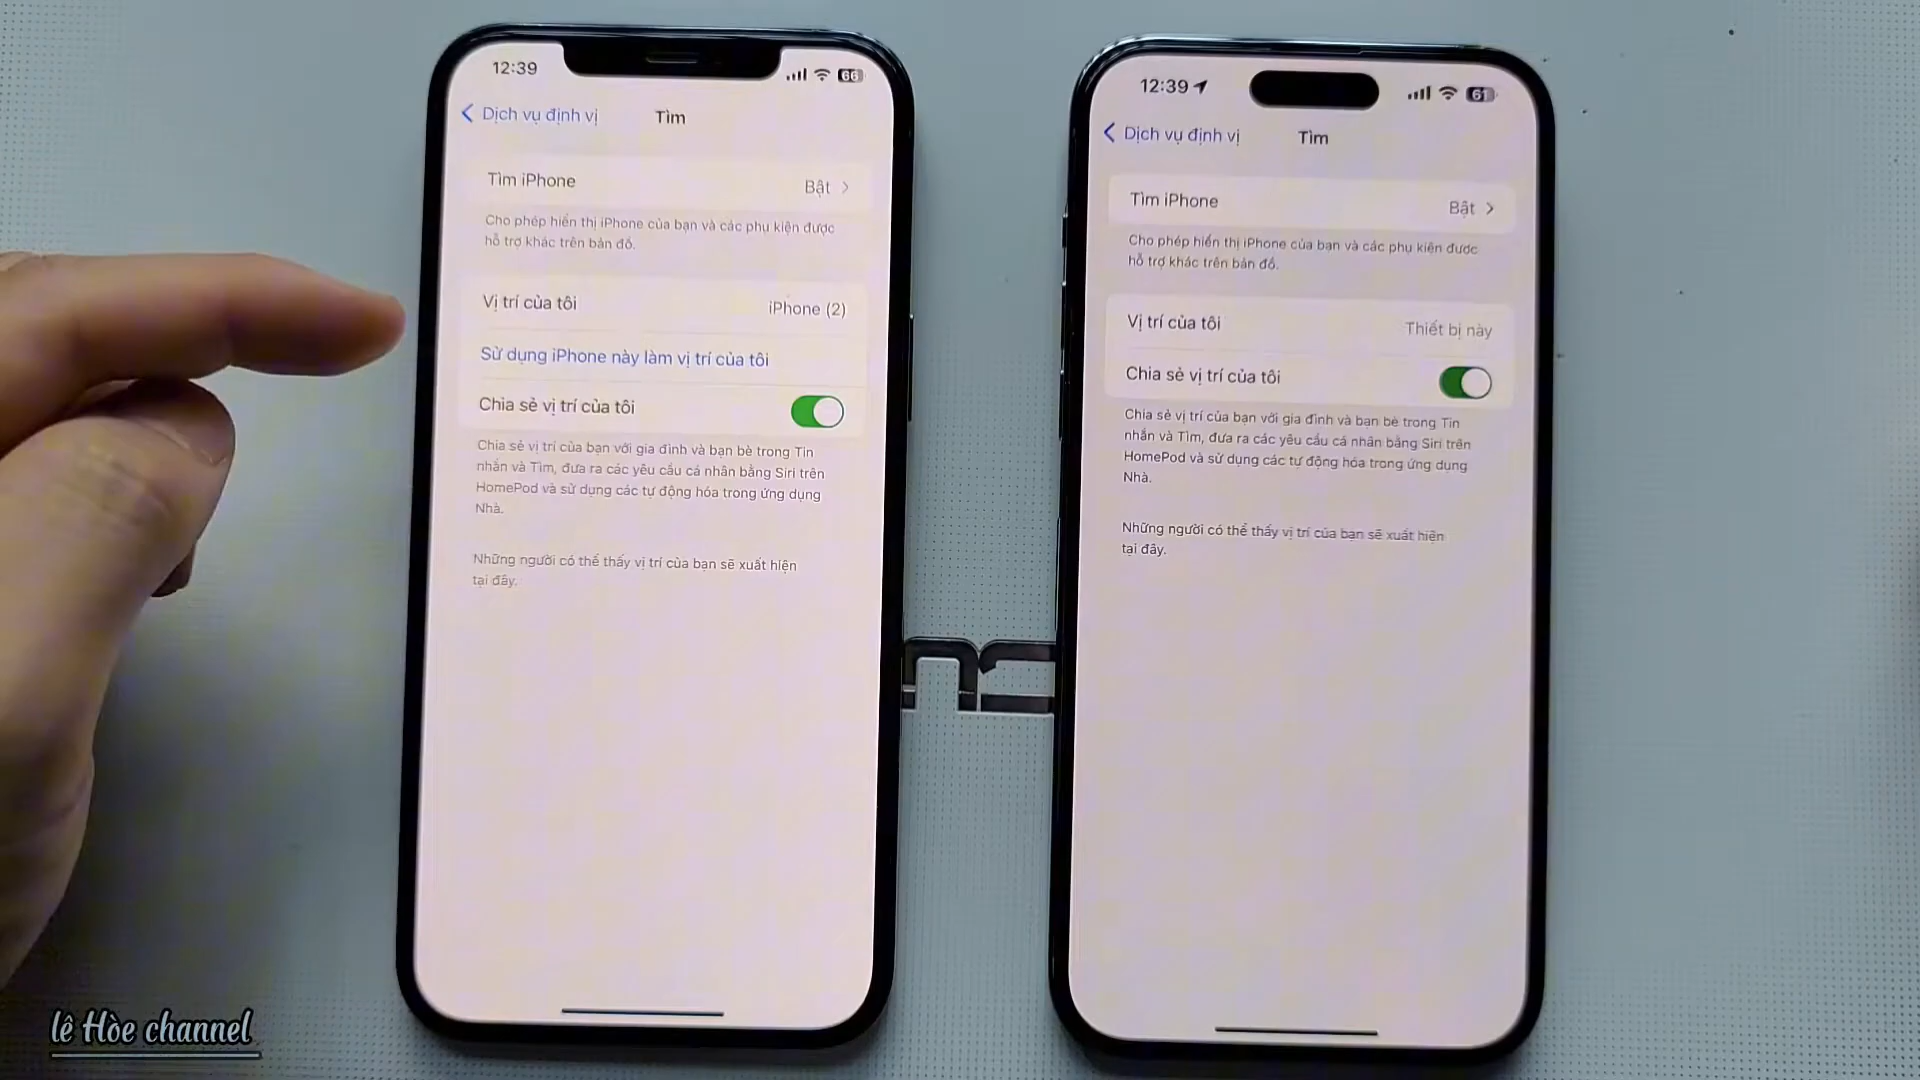 12:39
66
Dịch vụ định vị
Tìm
Tìm iPhone
Bật
Cho phép hiển thị iPhone của bạn và các phụ kiện được
hỗ trợ khác trên bản đồ.
Vị trí của tôi
iPhone (2)
Sử dụng iPhone này làm vị trí của tôi
Chia sẻ vị trí của tôi
Chia sẻ vị trí của bạn với gia đình và bạn bè trong Tin
nhắn và Tìm, đưa ra các yêu cầu cá nhân bằng Siri trên
HomePod và sử dụng các tự động hóa trong ứng dụng
Nhà.
Những người có thể thấy vị trí của bạn sẽ xuất hiện
tại đây.
12:39
61
Dịch vụ định vị
Tìm
Tìm iPhone
Bật
Cho phép hiển thị iPhone của bạn và các phụ kiện được
hỗ trợ khác trên bản đồ.
Vị trí của tôi
Thiết bị này
Chia sẻ vị trí của tôi
Chia sẻ vị trí của bạn với gia đình và bạn bè trong Tin
nhắn và Tìm, đưa ra các yêu cầu cá nhân bằng Siri trên
HomePod và sử dụng các tự động hóa trong ứng dụng
Nhà.
Những người có thể thấy vị trí của bạn sẽ xuất hiện
tại đây.
lê Hòe channel